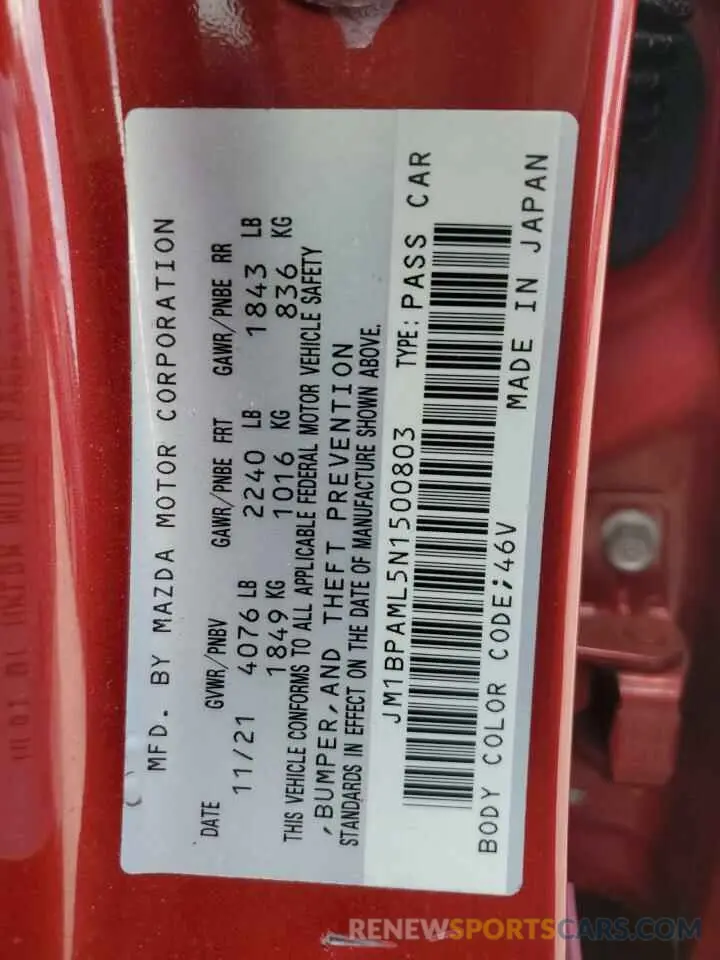 MFD. BY MAZDA MOTOR CORPORATION
DATE GVWR/PNBV GAWR/PNBE FRT GAWR/PNBE RR
11/21 4076 LB 2240 LB 1843 LB
1849 KG 1016 KG 836 KG
THIS VEHICLE CONFORMS TO ALL APPLICABLE FEDERAL MOTOR VEHICLE SAFETY
,BUMPER,AND THEFT PREVENTION
STANDARDS IN EFFECT ON THE DATE OF MANUFACTURE SHOWN ABOVE.
JM1BPAML5N1500803 TYPE: PASS CAR
BODY COLOR CODE;46V MADE IN JAPAN
RENEWSPORTSCARS.COM